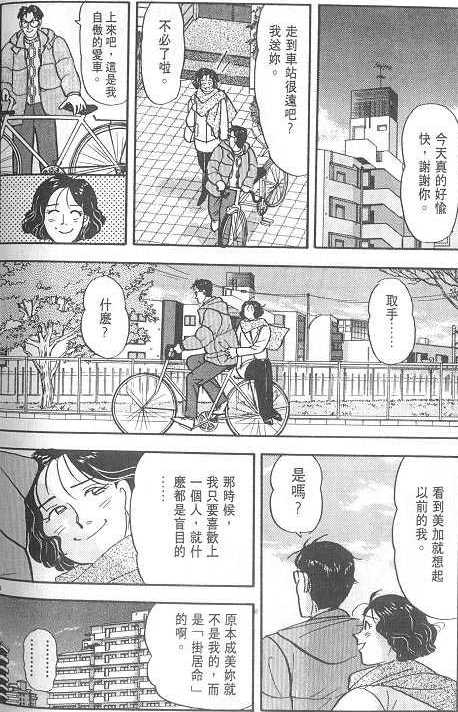 今天真的好愉
快，謝謝你。
走到車站很遠吧？
我送妳。
不必了啦。
上來吧，這是我
自傲的愛車。
取手……
什麼？
看到美加就想起
以前的我。
是嗎？
那時候，
我只要喜歡上
一個人，就什
麼都是盲目的
……
原本成美妳就
不是我的，而
是「掛居命」
的啊。
………